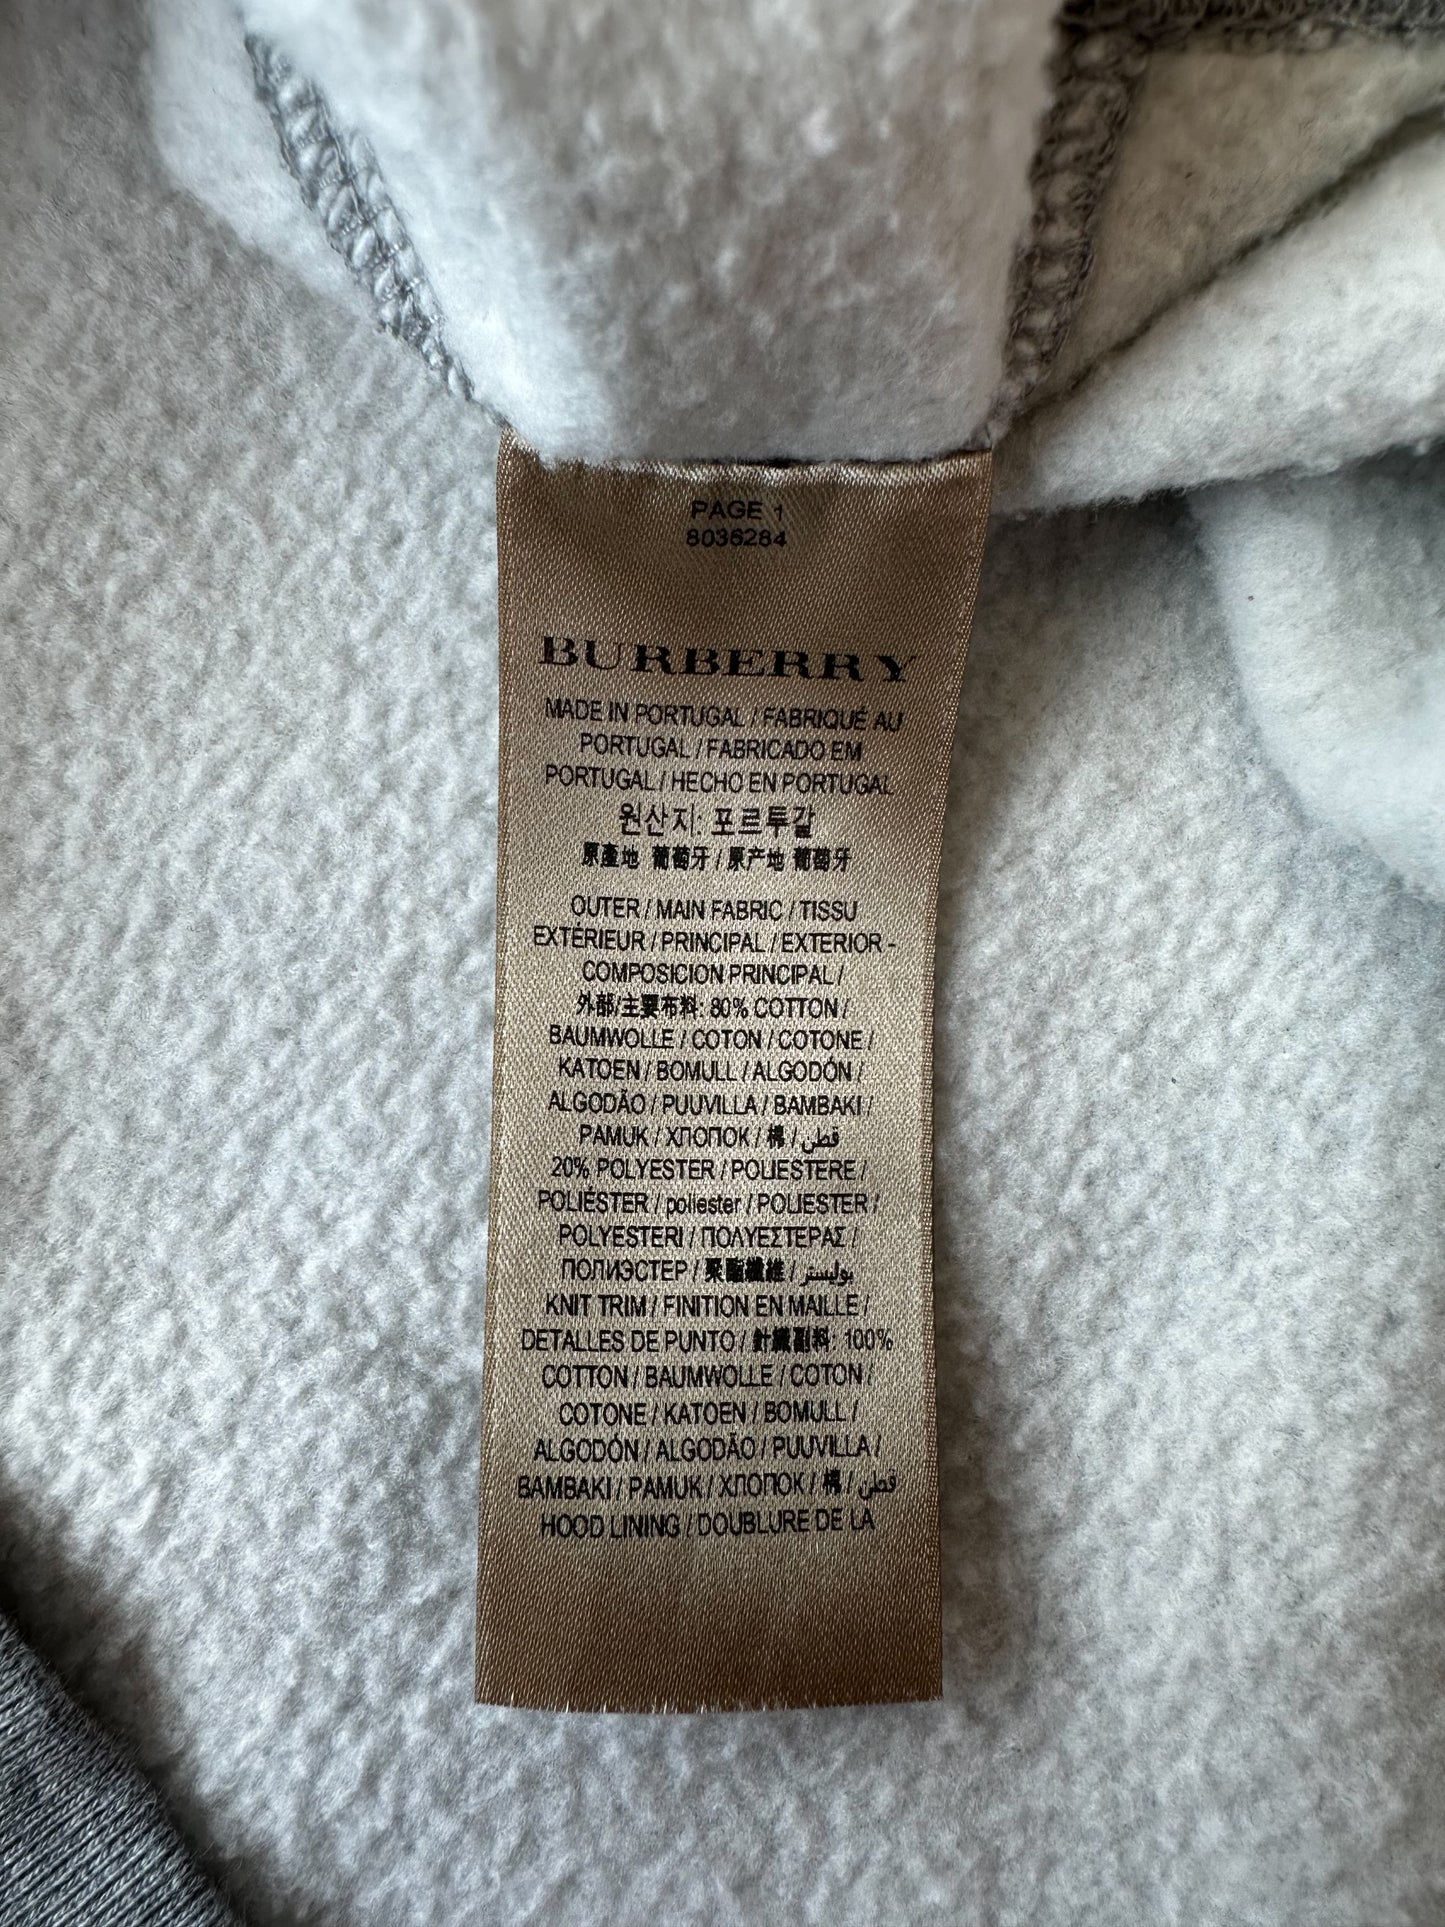 PAGE 1
8036284
BURBERRY
MADE IN PORTUGAL / FABRIQUÉ AU
PORTUGAL / FABRICADO EM
PORTUGAL / HECHO EN PORTUGAL
원산지: 포르투갈
原產地 葡萄牙 / 原产地 葡萄牙
OUTER / MAIN FABRIC / TISSU
EXTÉRIEUR / PRINCIPAL / EXTERIOR -
COMPOSICION PRINCIPAL /
外部/主要布料: 80% COTTON /
BAUMWOLLE / COTON / COTONE /
KATOEN / BOMULL / ALGODÓN /
ALGODÃO / PUUVILLA / BAMBAKI /
PAMUK / ХЛОПОК / 棉 / قطن
20% POLYESTER / POLIESTERE /
POLIÉSTER / poliester / POLIESTER /
POLYESTERI / ΠΟΛΥΕΣΤΕΡΑΣ /
ПОЛИЭСТЕР / 聚酯纖維 / بوليستر
KNIT TRIM / FINITION EN MAILLE /
DETALLES DE PUNTO / 針織副料: 100%
COTTON / BAUMWOLLE / COTON /
COTONE / KATOEN / BOMULL /
ALGODÓN / ALGODÃO / PUUVILLA /
BAMBAKI / PAMUK / ХЛОПОК / 棉 / قطن
HOOD LINING / DOUBLURE DE LA